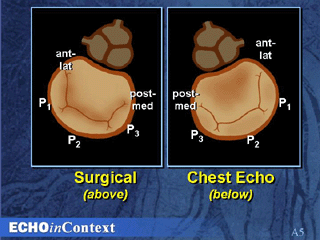 ant-
lat
post-
med
P1
P2
P3
Surgical
(above)
ant-
lat
post-
med
P1
P2
P3
Chest Echo
(below)
ECHOinContext
A5